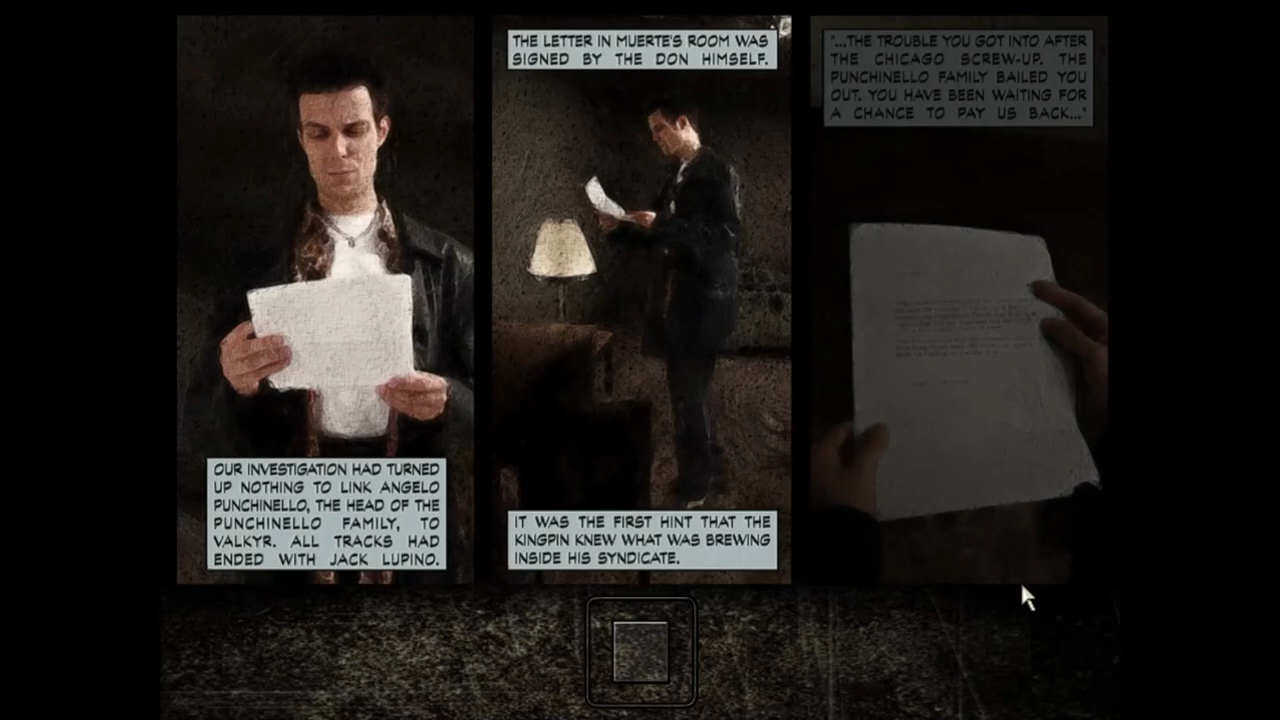 OUR INVESTIGATION HAD TURNED
UP NOTHING TO LINK ANGELO
PUNCHINELLO, THE HEAD OF THE
PUNCHINELLO FAMILY, TO
VALKYR. ALL TRACKS HAD
ENDED WITH JACK LUPINO.
THE LETTER IN MUERTE'S ROOM WAS
SIGNED BY THE DON HIMSELF.
IT WAS THE FIRST HINT THAT THE
KINGPIN KNEW WHAT WAS BREWING
INSIDE HIS SYNDICATE.
"...THE TROUBLE YOU GOT INTO AFTER
THE CHICAGO SCREW-UP. THE
PUNCHINELLO FAMILY BAILED YOU
OUT. YOU HAVE BEEN WAITING FOR
A CHANCE TO PAY US BACK..."